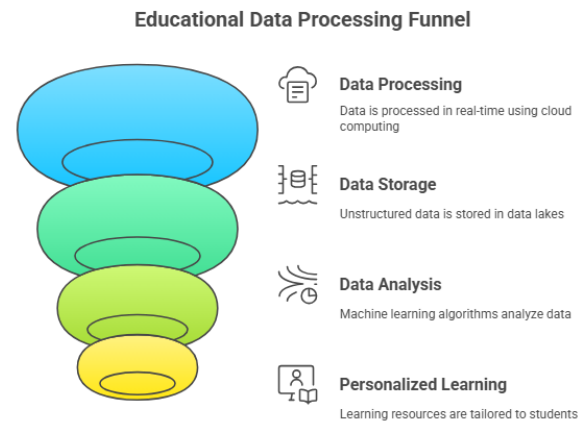 Educational Data Processing Funnel
Data Processing
Data is processed in real-time using cloud
computing
Data Storage
Unstructured data is stored in data lakes
Data Analysis
Machine learning algorithms analyze data
Personalized Learning
Learning resources are tailored to students